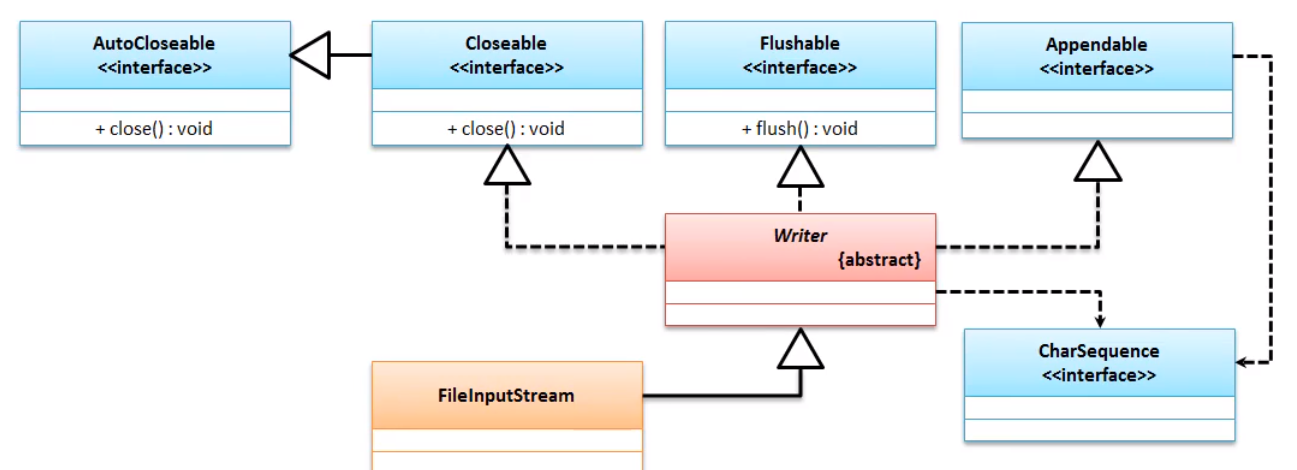 AutoCloseable
<<interface>>
+ close() : void
Closeable
<<interface>>
+ close() : void
Flushable
<<interface>>
+ flush() : void
Appendable
<<interface>>
Writer
{abstract}
CharSequence
<<interface>>
FileInputStream